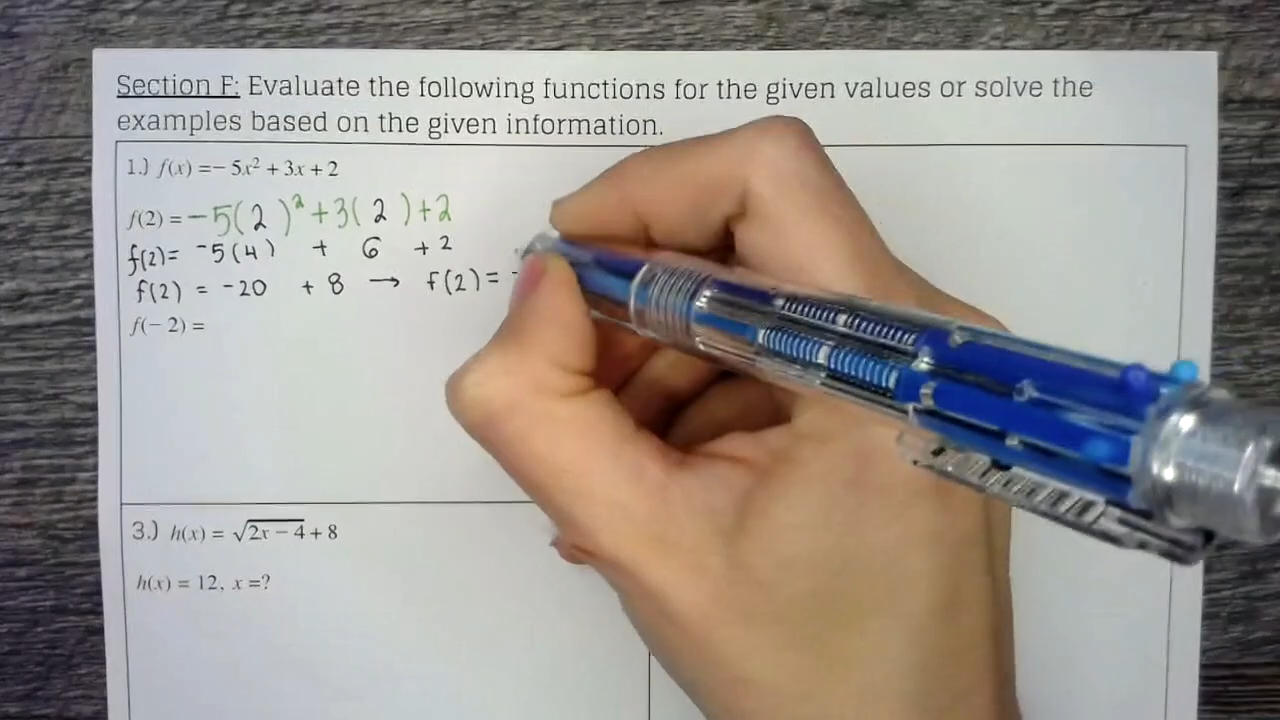 Section F: Evaluate the following functions for the given values or solve the
examples based on the given information.
1.) f(x) =− 5x² + 3x + 2
f(2) = -5(2)² +3(2)+2
f(2)= -5(4) + 6 + 2
f(2) = -20 + 8 → f(2)= -
f(− 2) =
3.) h(x) = √2x − 4 + 8
h(x) = 12, x =?